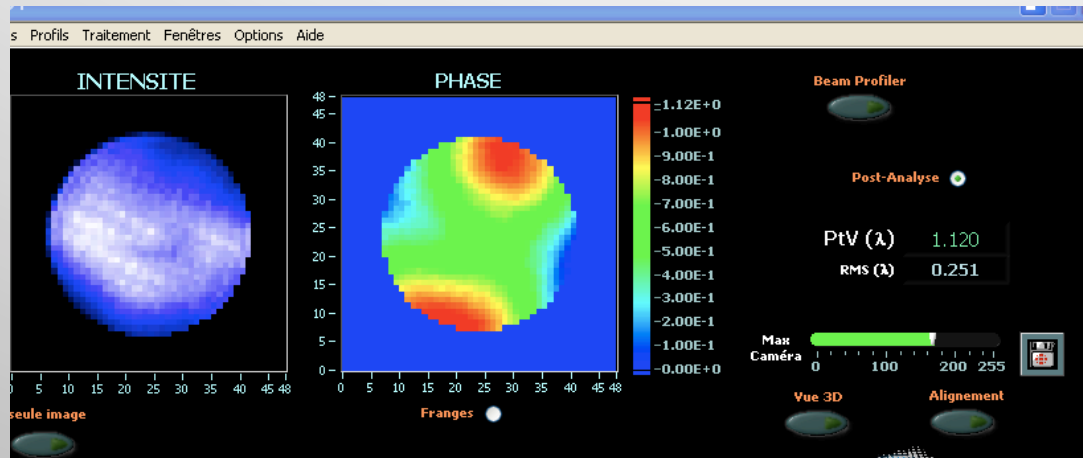 s Profils Traitement Fenêtres Options Aide
INTENSITE
PHASE
Beam Profiler
48
45
40
35
30
25
20
15
10
5
0
-1.12E+0
-1.00E+0
-9.00E-1
-8.00E-1
-7.00E-1
-6.00E-1
-5.00E-1
-4.00E-1
-3.00E-1
-2.00E-1
-1.00E-1
-0.00E+0
Post-Analyse
PtV (λ) 1.120
RMS (λ) 0.251
Max
Caméra
0 100 200 255
5 10 15 20 25 30 35 40 45 48
0 5 10 15 20 25 30 35 40 45 48
seule image
Franges
Vue 3D
Alignement